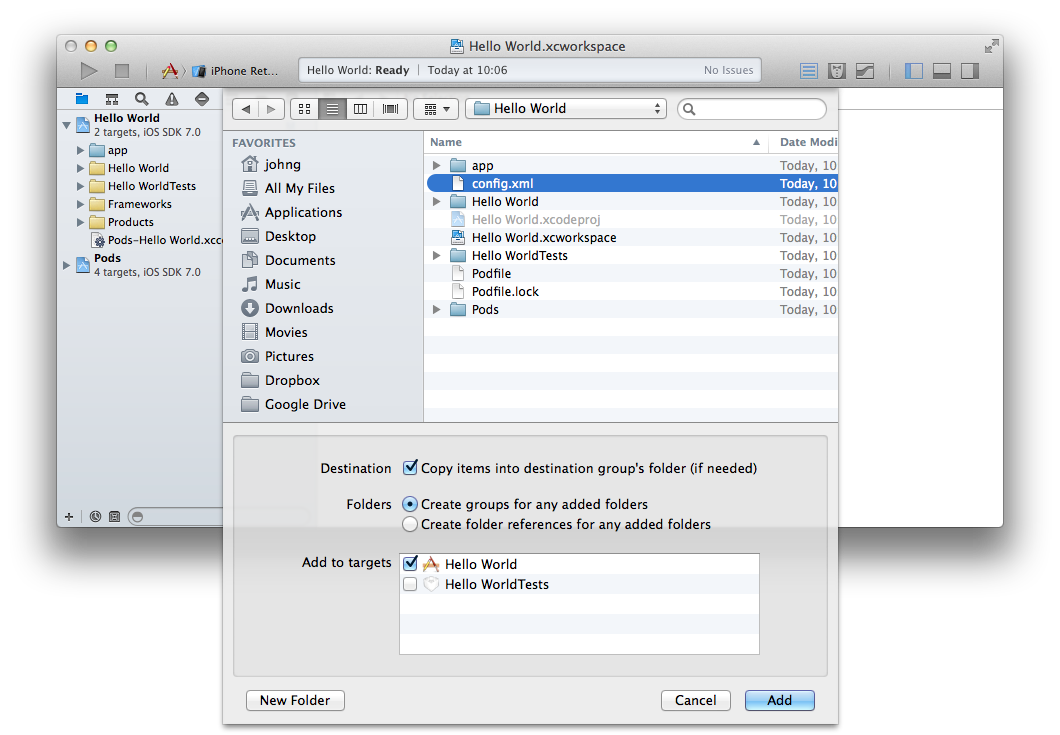 Hello World.xcworkspace
iPhone Ret...
Hello World: Ready | Today at 10:06
No Issues
Hello World
2 targets, iOS SDK 7.0
app
Hello World
Hello WorldTests
Frameworks
Products
Pods-Hello World.xcc
Pods
4 targets, iOS SDK 7.0
Hello World
FAVORITES
johng
All My Files
Applications
Desktop
Documents
Music
Downloads
Movies
Pictures
Dropbox
Google Drive
Name Date Modi
app Today, 10
config.xml Today, 10
Hello World Today, 10
Hello World.xcodeproj Today, 10
Hello World.xcworkspace Today, 10
Hello WorldTests Today, 10
Podfile Today, 10
Podfile.lock Today, 10
Pods Today, 10
Destination Copy items into destination group's folder (if needed)
Folders Create groups for any added folders
Create folder references for any added folders
Add to targets Hello World
Hello WorldTests
New Folder Cancel Add